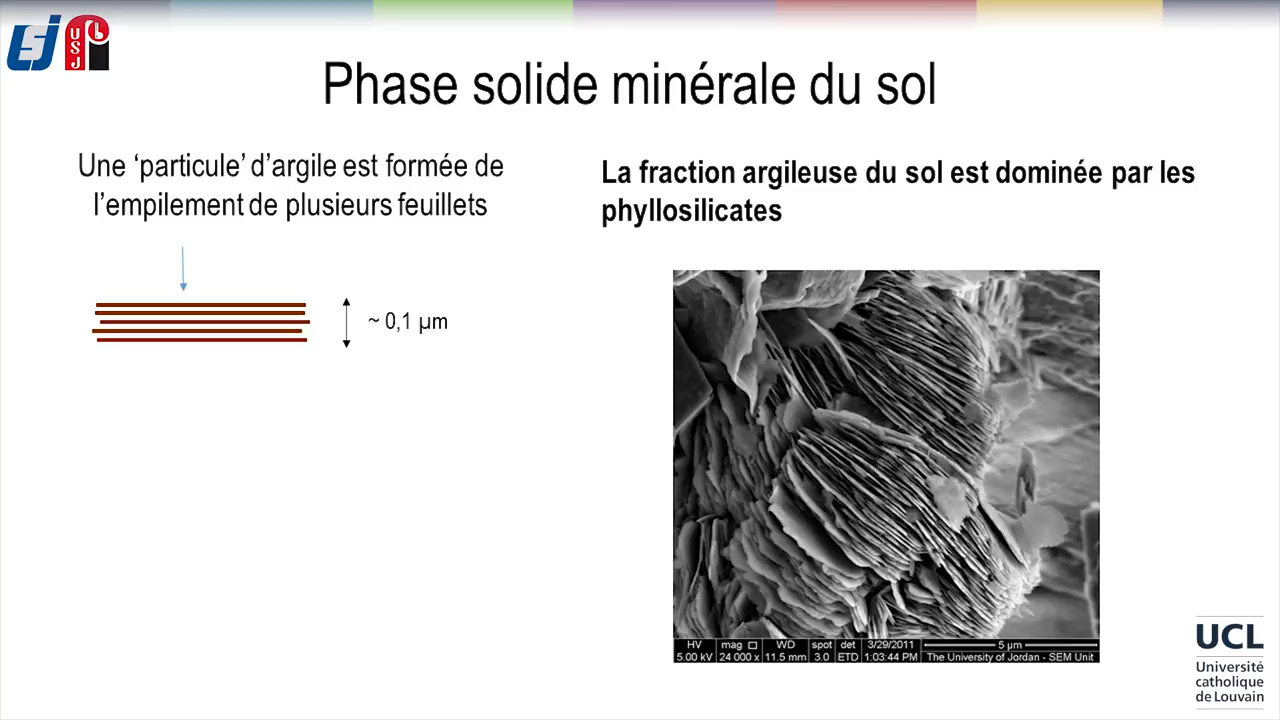 USJ
Phase solide minérale du sol
Une ‘particule’ d’argile est formée de
l’empilement de plusieurs feuillets
~ 0,1 µm
La fraction argileuse du sol est dominée par les
phyllosilicates
HV mag □ WD spot det 3/29/2011 5 µm
5.00 kV 24 000 x 11.5 mm 3.0 ETD 1:03:44 PM The University of Jordan - SEM Unit
UCL
Université
catholique
de Louvain